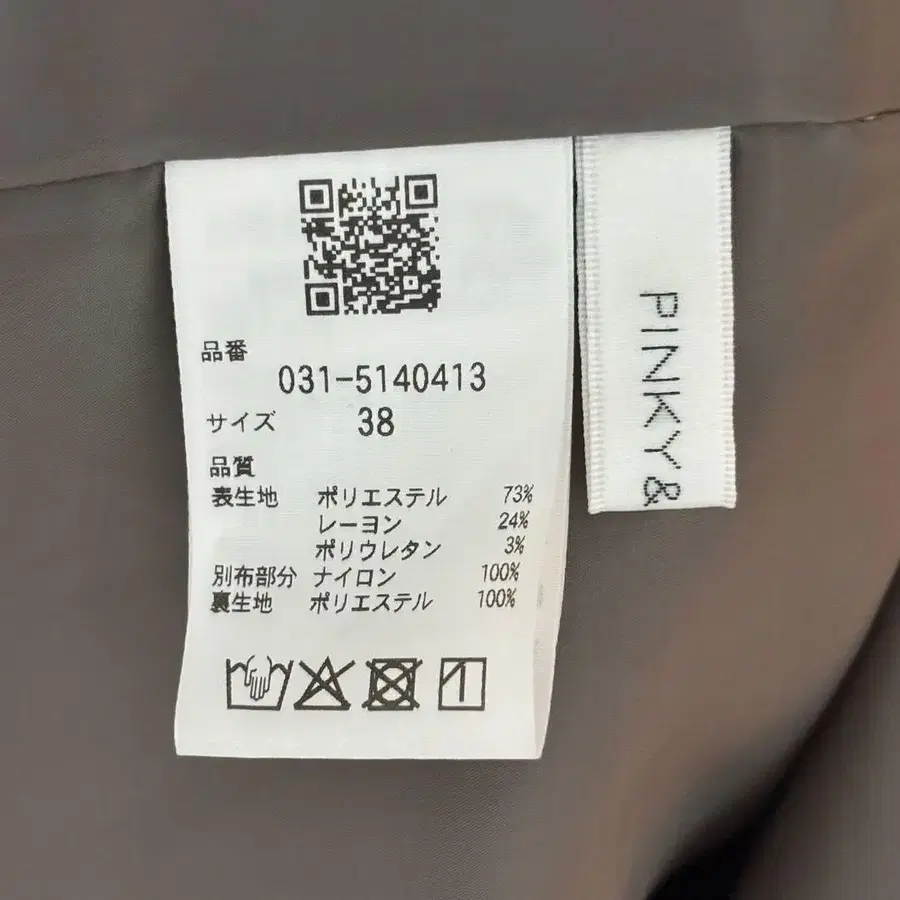 品番
031-5140413
サイズ 38
品質
表生地 ポリエステル 73%
レーヨン 24%
ポリウレタン 3%
別布部分 ナイロン 100%
裏生地 ポリエステル 100%
PINKY&